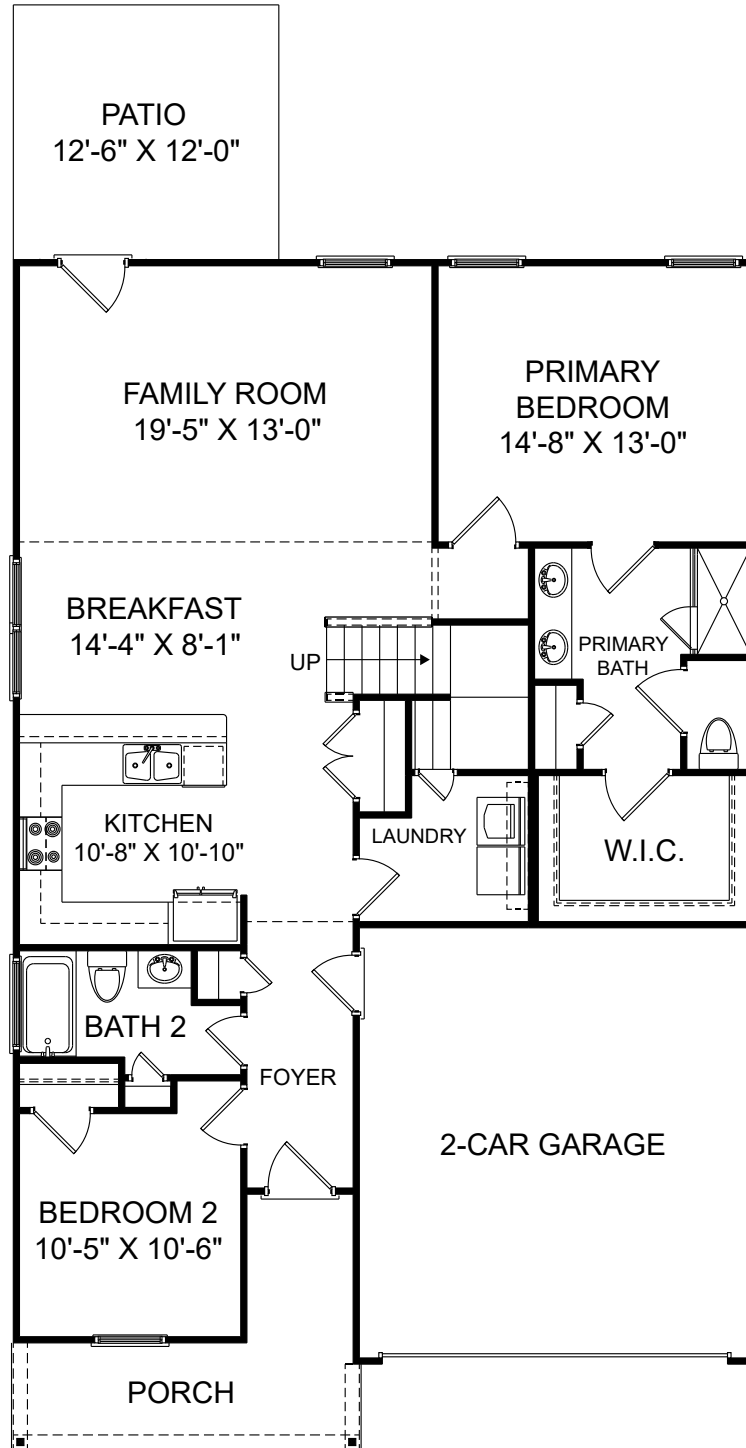 PATIO
12'-6" X 12'-0"
FAMILY ROOM
19'-5" X 13'-0"
PRIMARY
BEDROOM
14'-8" X 13'-0"
BREAKFAST
14'-4" X 8'-1"
UP
PRIMARY
BATH
KITCHEN
10'-8" X 10'-10"
LAUNDRY
W.I.C.
BATH 2
FOYER
2-CAR GARAGE
BEDROOM 2
10'-5" X 10'-6"
PORCH